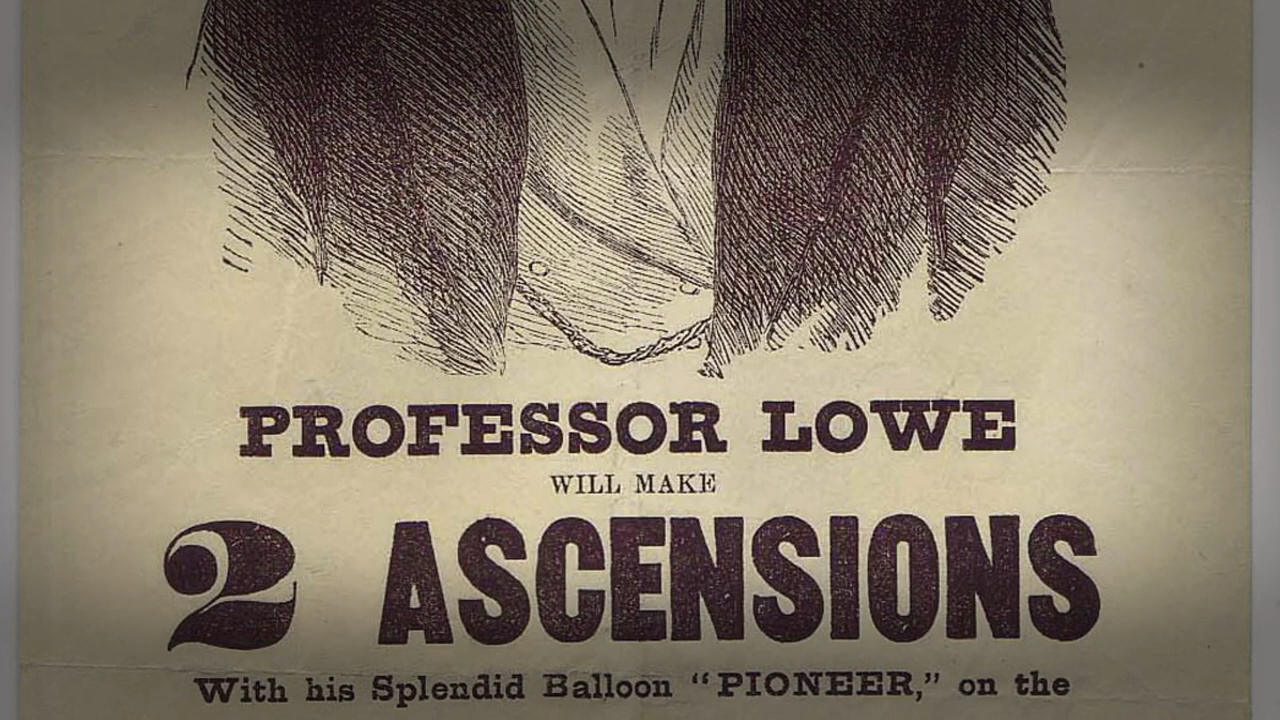 PROFESSOR LOWE
WILL MAKE
2 ASCENSIONS
With his Splendid Balloon “PIONEER,” on the